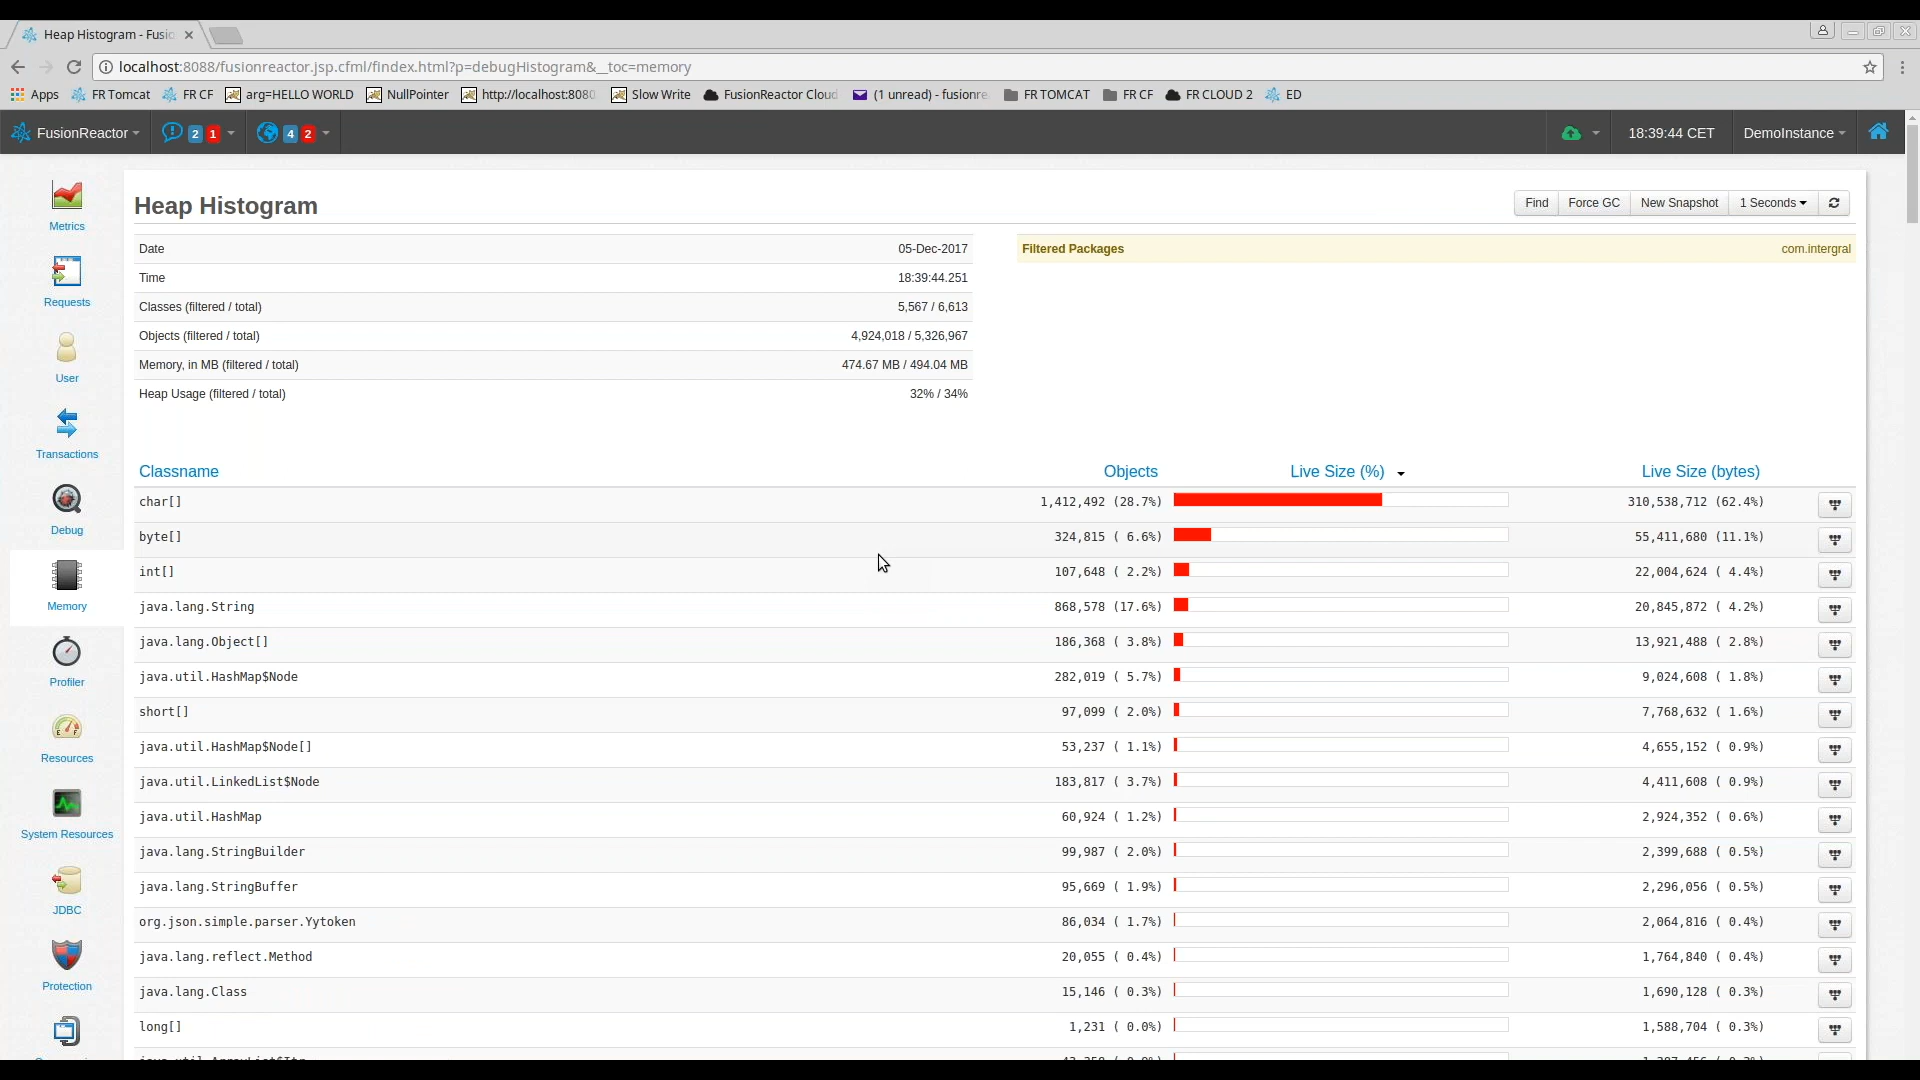 Heap Histogram - Fusio
localhost:8088/fusionreactor.jsp.cfml/findex.html?p=debugHistogram&__toc=memory
Apps FR Tomcat FR CF arg=HELLO WORLD NullPointer http://localhost:8080 Slow Write FusionReactor Cloud (1 unread) - fusionre FR TOMCAT FR CF FR CLOUD 2 ED
FusionReactor 2 1 4 2 18:39:44 CET DemoInstance
Metrics
Requests
User
Transactions
Debug
Memory
Profiler
Resources
System Resources
JDBC
Protection
Heap Histogram
Find Force GC New Snapshot 1 Seconds
Date 05-Dec-2017
Time 18:39:44.251
Classes (filtered / total) 5,567 / 6,613
Objects (filtered / total) 4,924,018 / 5,326,967
Memory, in MB (filtered / total) 474.67 MB / 494.04 MB
Heap Usage (filtered / total) 32% / 34%
Filtered Packages com.intergral
Classname Objects Live Size (%) Live Size (bytes)
char[] 1,412,492 (28.7%) 310,538,712 (62.4%)
byte[] 324,815 ( 6.6%) 55,411,680 (11.1%)
int[] 107,648 ( 2.2%) 22,004,624 ( 4.4%)
java.lang.String 868,578 (17.6%) 20,845,872 ( 4.2%)
java.lang.Object[] 186,368 ( 3.8%) 13,921,488 ( 2.8%)
java.util.HashMap$Node 282,019 ( 5.7%) 9,024,608 ( 1.8%)
short[] 97,099 ( 2.0%) 7,768,632 ( 1.6%)
java.util.HashMap$Node[] 53,237 ( 1.1%) 4,655,152 ( 0.9%)
java.util.LinkedList$Node 183,817 ( 3.7%) 4,411,608 ( 0.9%)
java.util.HashMap 60,924 ( 1.2%) 2,924,352 ( 0.6%)
java.lang.StringBuilder 99,987 ( 2.0%) 2,399,688 ( 0.5%)
java.lang.StringBuffer 95,669 ( 1.9%) 2,296,056 ( 0.5%)
org.json.simple.parser.Yytoken 86,034 ( 1.7%) 2,064,816 ( 0.4%)
java.lang.reflect.Method 20,055 ( 0.4%) 1,764,840 ( 0.4%)
java.lang.Class 15,146 ( 0.3%) 1,690,128 ( 0.3%)
long[] 1,231 ( 0.0%) 1,588,704 ( 0.3%)